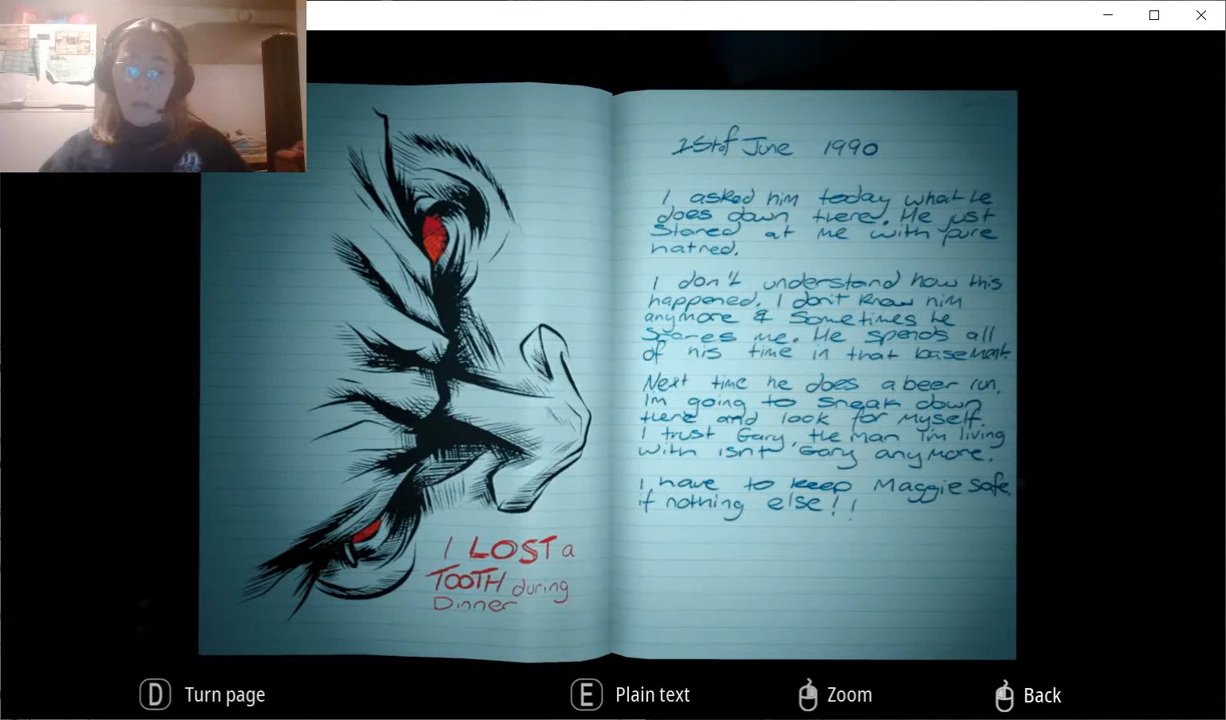 I LOST a
TOOTH during
Dinner
1st of June 1990
I asked him today what he
does down there. He just
stared at me with pure
hatred.
I don't understand how this
happened. I don't know him
anymore & sometimes he
scares me. He spends all
of his time in that basement.
Next time he does a beer run,
I'm going to sneak down
there and look for myself.
I trust Gary, the man I'm living
with isn't Gary anymore.
I have to keep Maggie safe,
if nothing else!!
D Turn page
E Plain text
Zoom
Back